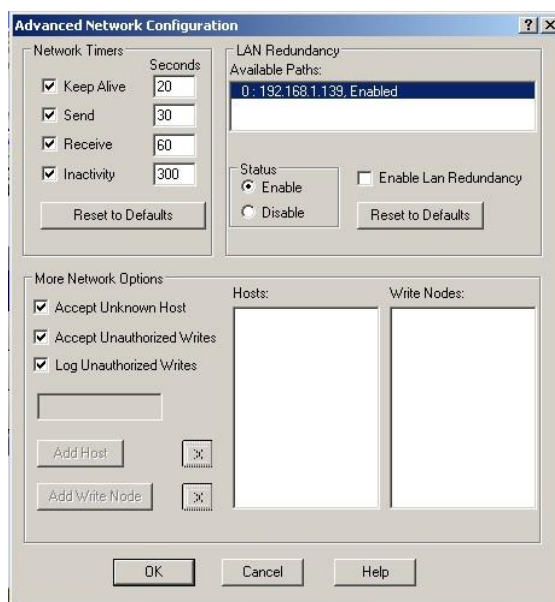 Advanced Network Configuration
Network Timers
Seconds
Keep Alive 20
Send 30
Receive 60
Inactivity 300
Reset to Defaults
LAN Redundancy
Available Paths:
0 : 192.168.1.139, Enabled
Status
Enable
Disable
Enable Lan Redundancy
Reset to Defaults
More Network Options
Accept Unknown Host
Accept Unauthorized Writes
Log Unauthorized Writes
Add Host
Add Write Node
Hosts:
Write Nodes:
OK Cancel Help